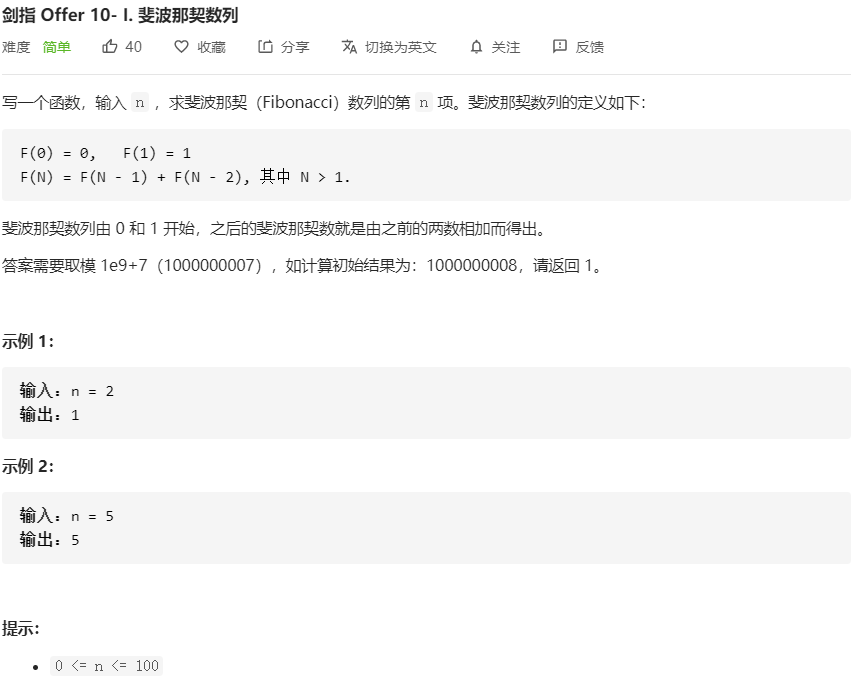 剑指 Offer 10- I. 斐波那契数列
难度 简单 40 收藏 分享 切换为英文 关注 反馈
写一个函数，输入 n ，求斐波那契（Fibonacci）数列的第 n 项。斐波那契数列的定义如下：
F(0) = 0,   F(1) = 1
F(N) = F(N - 1) + F(N - 2), 其中 N > 1.
斐波那契数列由 0 和 1 开始，之后的斐波那契数就是由之前的两数相加而得出。
答案需要取模 1e9+7（1000000007），如计算初始结果为：1000000008，请返回 1。
示例 1：
输入：n = 2
输出：1
示例 2：
输入：n = 5
输出：5
提示：
• 0 <= n <= 100